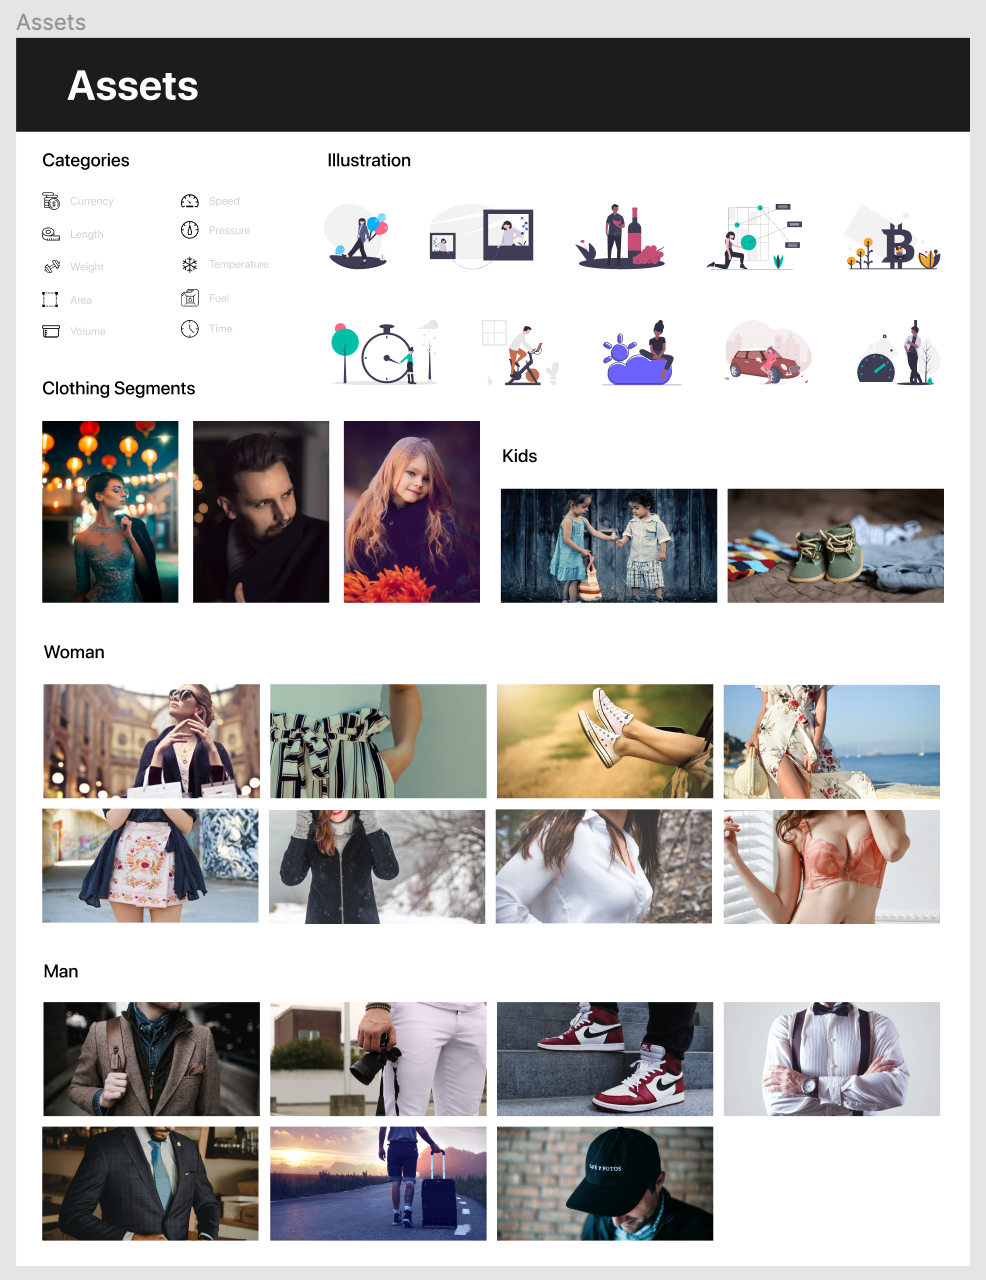 Assets
Assets
Categories
Currency
Length
Weight
Area
Volume
Speed
Pressure
Temperature
Fuel
Time
Illustration
Clothing Segments
Kids
Woman
Man